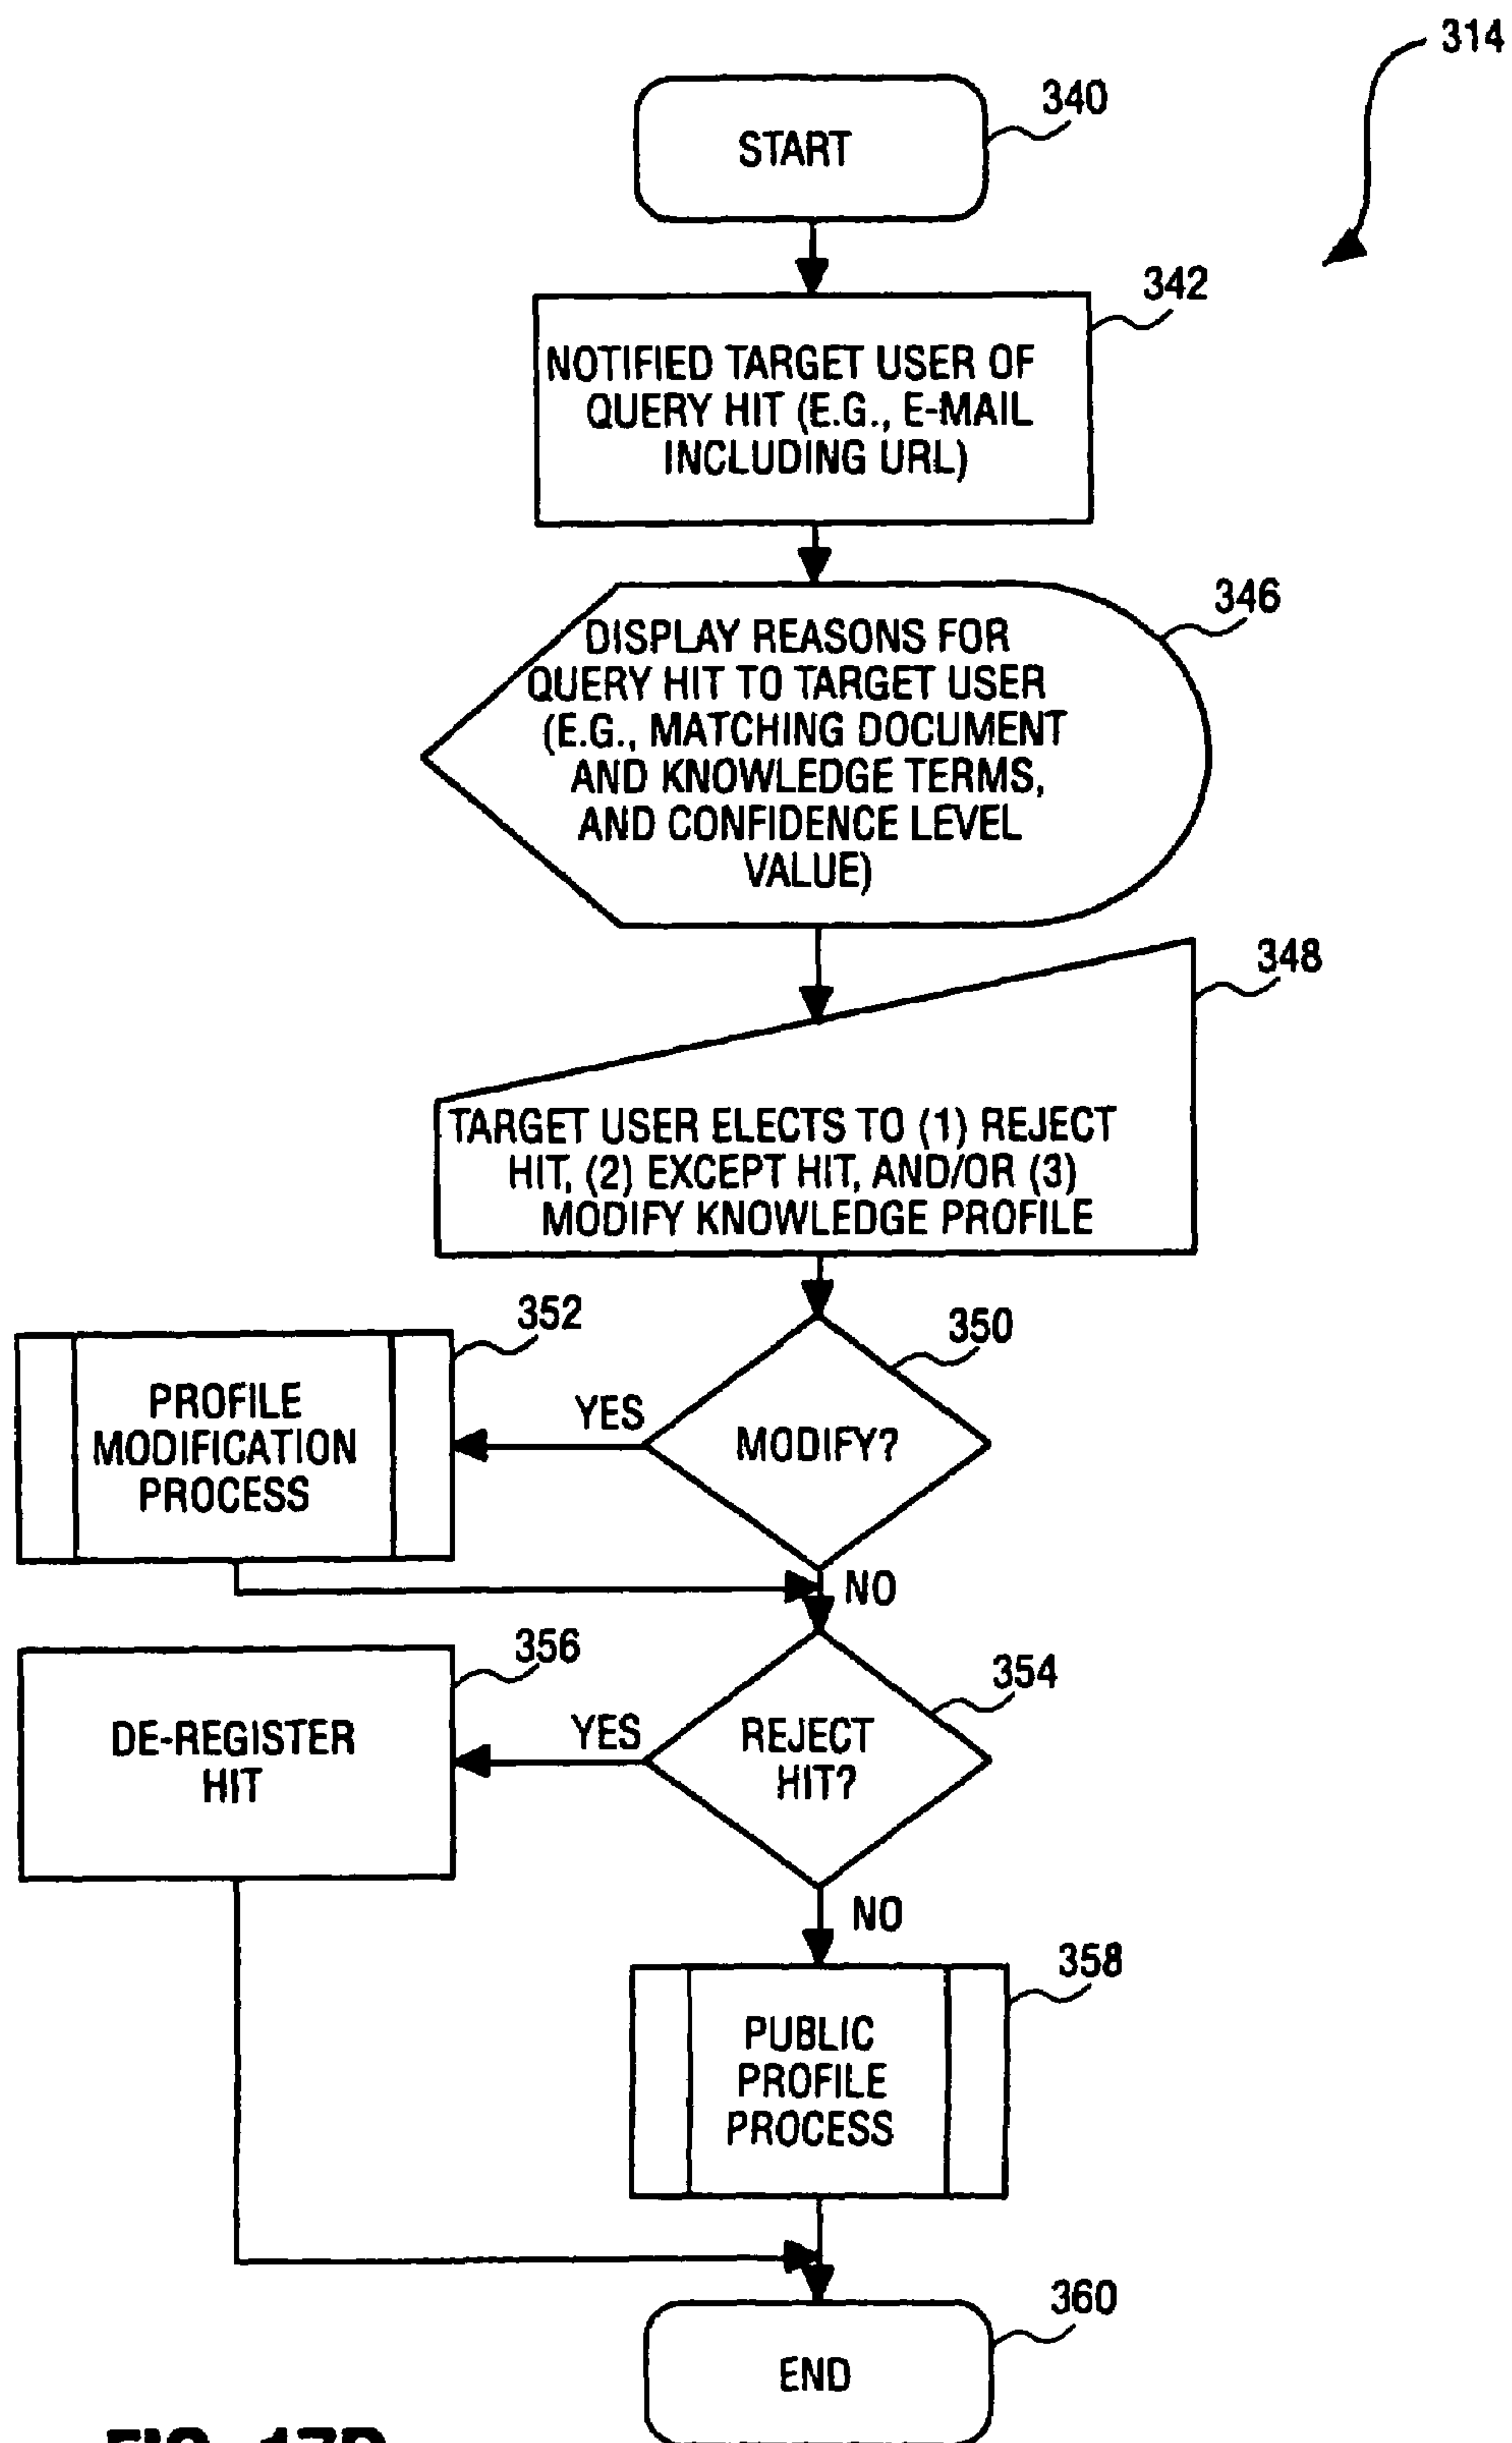 314
340
START
342
NOTIFIED TARGET USER OF
QUERY HIT (E.G., E-MAIL
INCLUDING URL)
346
DISPLAY REASONS FOR
QUERY HIT TO TARGET USER
(E.G., MATCHING DOCUMENT
AND KNOWLEDGE TERMS,
AND CONFIDENCE LEVEL
VALUE)
348
TARGET USER ELECTS TO (1) REJECT
HIT, (2) EXCEPT HIT, AND/OR (3)
MODIFY KNOWLEDGE PROFILE
352
350
PROFILE
MODIFICATION
PROCESS
YES
MODIFY?
NO
356
354
DE-REGISTER
HIT
YES
REJECT
HIT?
NO
358
PUBLIC
PROFILE
PROCESS
360
END